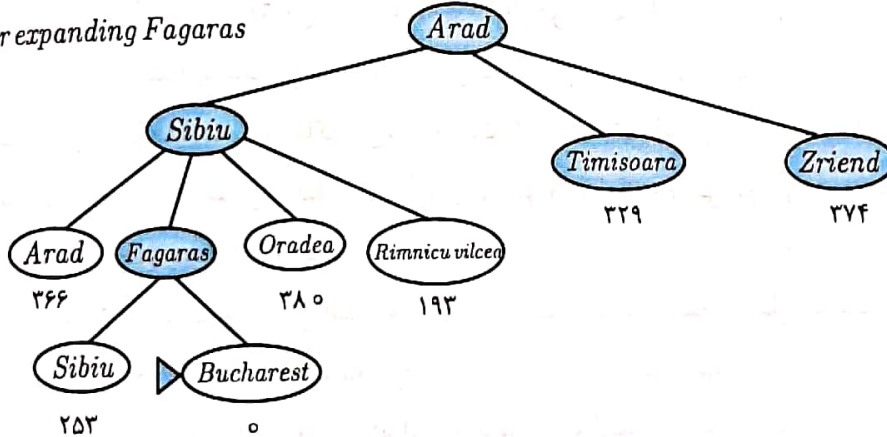 r expanding Fagaras
Arad
Sibiu
Timisoara
Zriend
۳۲۹
۳۷۴
Arad
Fagaras
Oradea
Rimnicu vilcea
۳۶۶
۳۸۰
۱۹۳
Sibiu
Bucharest
۲۵۳
۰